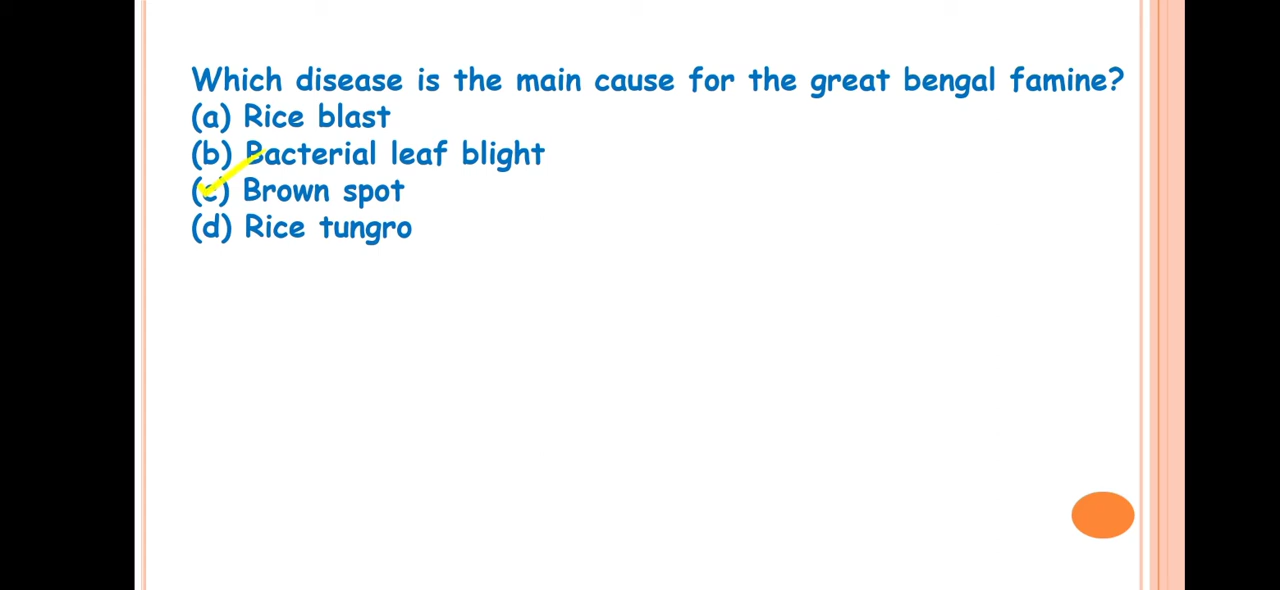 Which disease is the main cause for the great bengal famine?
(a) Rice blast
(b) Bacterial leaf blight
(c) Brown spot
(d) Rice tungro